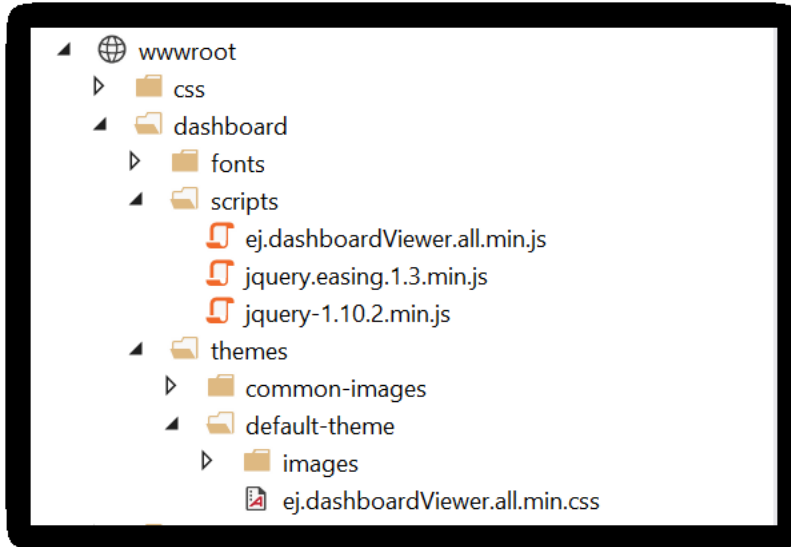 wwwroot
css
dashboard
fonts
scripts
ej.dashboardViewer.all.min.js
jquery.easing.1.3.min.js
jquery-1.10.2.min.js
themes
common-images
default-theme
images
ej.dashboardViewer.all.min.css